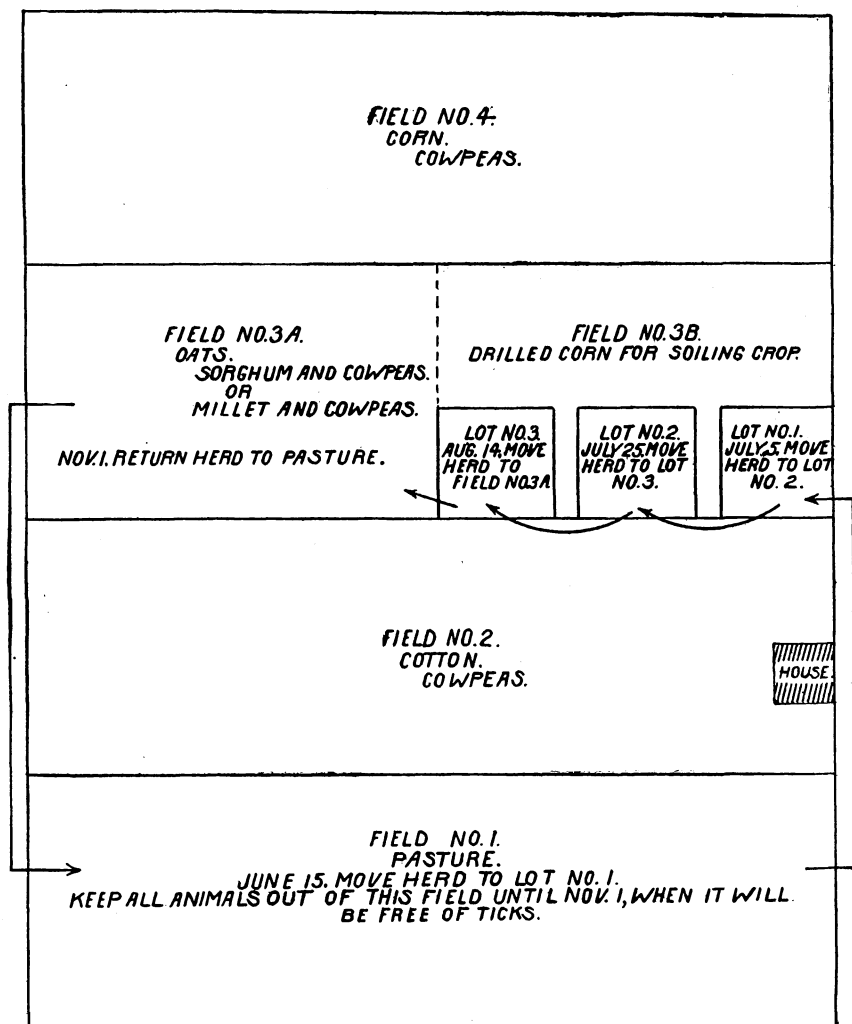 FIELD NO.4.
CORN.
COWPEAS.
FIELD NO.3A.
OATS.
SORGHUM AND COWPEAS.
OR
MILLET AND COWPEAS.
NOV.1. RETURN HERD TO PASTURE.
FIELD NO.3B.
DRILLED CORN FOR SOILING CROP.
LOT NO.3.
AUG. 14. MOVE
HERD TO
FIELD NO.3A
LOT NO.2.
JULY 25. MOVE
HERD TO LOT
NO.3.
LOT NO.1.
JULY 5. MOVE
HERD TO LOT
NO. 2.
FIELD NO.2.
COTTON.
COWPEAS.
HOUSE.
FIELD NO.1.
PASTURE.
JUNE 15. MOVE HERD TO LOT NO.1.
KEEP ALL ANIMALS OUT OF THIS FIELD UNTIL NOV. 1, WHEN IT WILL
BE FREE OF TICKS.